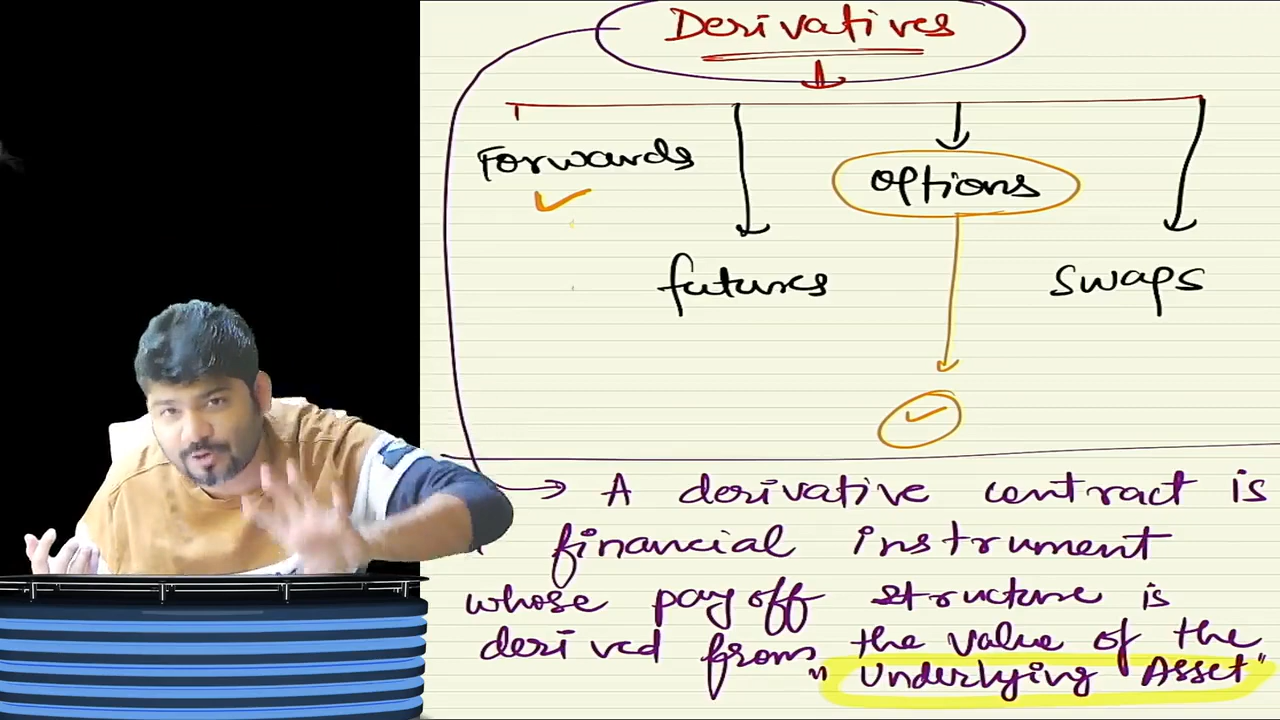 Derivatives
Forwards
options
futures
swaps
A derivative contract is
financial instrument
whose payoff structure is
derived from the value of the
"Underlying Asset"